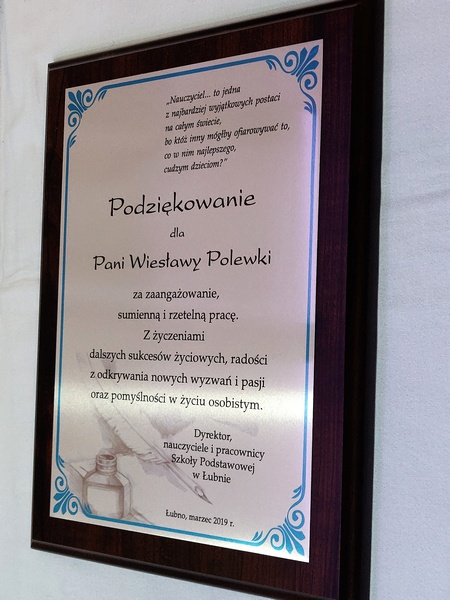 „Nauczyciel... to jedna
z najbardziej wyjątkowych postaci
na całym świecie,
bo któż inny mógłby ofiarowywać to,
co w nim najlepszego,
cudzym dzieciom?”
Podziękowanie
dla
Pani Wiesławy Polewki
za zaangażowanie,
sumienną i rzetelną pracę.
Z życzeniami
dalszych sukcesów życiowych, radości
z odkrywania nowych wyzwań i pasji
oraz pomyślności w życiu osobistym.
Dyrektor,
nauczyciele i pracownicy
Szkoły Podstawowej
w Łubnie
Łubno, marzec 2019 r.